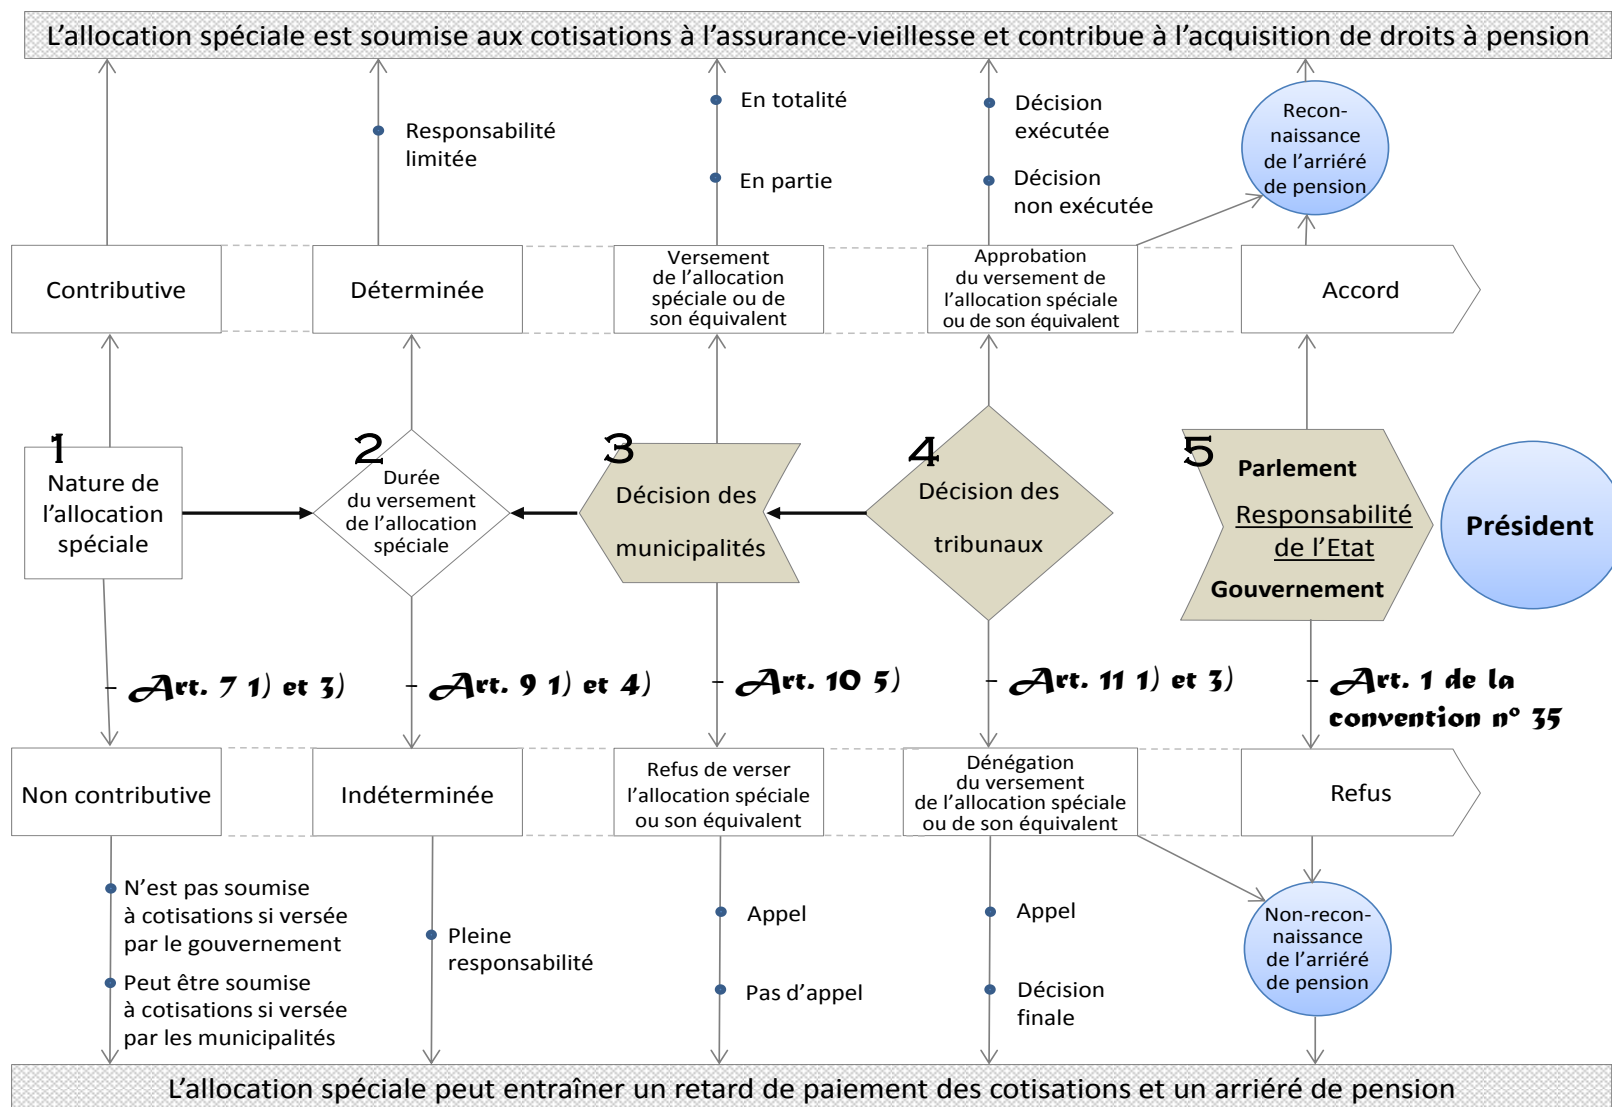 L'allocation spéciale est soumise aux cotisations à l'assurance-vieillesse et contribue à l'acquisition de droits à pension
Responsabilité
limitée
En totalité
En partie
Décision
exécutée
Décision
non exécutée
Recon-
naissance
de l'arriéré
de pension
Contributive
Déterminée
Versement
de l'allocation
spéciale ou de
son équivalent
Approbation
du versement de
l'allocation spéciale
ou de son équivalent
Accord
1
Nature de
l'allocation
spéciale
2
Durée
du versement
de l'allocation
spéciale
3
Décision des
municipalités
4
Décision des
tribunaux
5
Parlement
Responsabilité
de l'Etat
Gouvernement
Président
- Art. 7 1) et 3)
- Art. 9 1) et 4)
- Art. 10 5)
- Art. 11 1) et 3)
- Art. 1 de la
convention n° 35
Non contributive
Indéterminée
Refus de verser
l'allocation spéciale
ou son équivalent
Dénégation
du versement
de l'allocation spéciale
ou de son équivalent
Refus
N'est pas soumise
à cotisations si versée
par le gouvernement
Peut être soumise
à cotisations si versée
par les municipalités
Pleine
responsabilité
Appel
Pas d'appel
Appel
Décision
finale
Non-recon-
naissance
de l'arriéré
de pension
L'allocation spéciale peut entraîner un retard de paiement des cotisations et un arriéré de pension